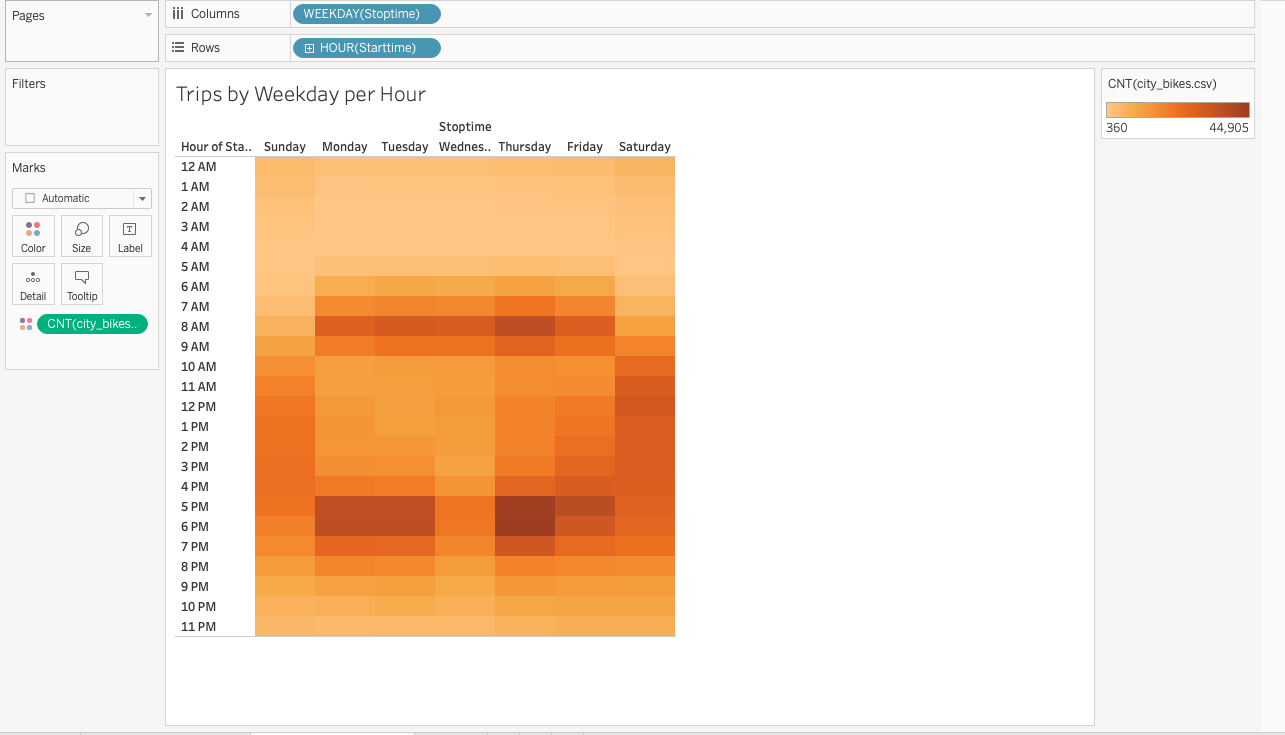 Pages
Columns
WEEKDAY(Stoptime)
Rows
HOUR(Starttime)
Filters
Marks
Automatic
Color
Size
Label
Detail
Tooltip
CNT(city_bikes..
Trips by Weekday per Hour
Stoptime
Hour of Sta.. Sunday Monday Tuesday Wednes.. Thursday Friday Saturday
12 AM
1 AM
2 AM
3 AM
4 AM
5 AM
6 AM
7 AM
8 AM
9 AM
10 AM
11 AM
12 PM
1 PM
2 PM
3 PM
4 PM
5 PM
6 PM
7 PM
8 PM
9 PM
10 PM
11 PM
CNT(city_bikes.csv)
360 44,905